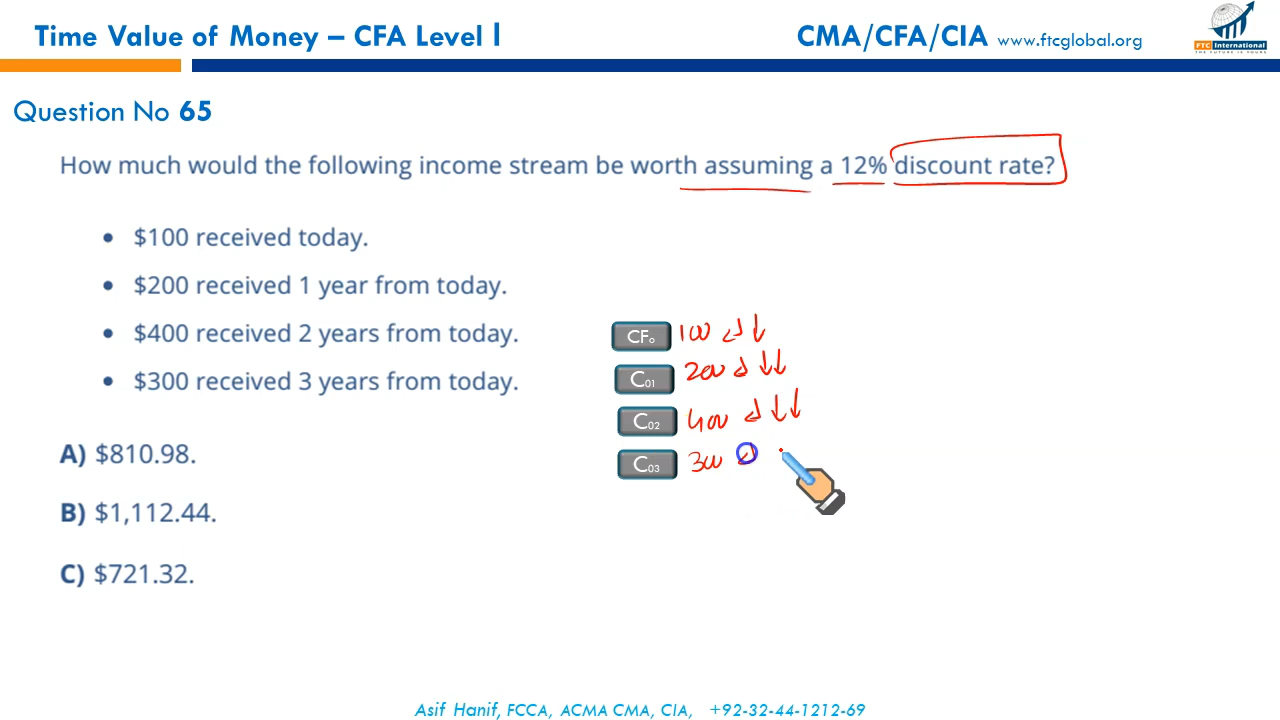 Time Value of Money – CFA Level I
CMA/CFA/CIA www.ftcglobal.org
FTC International
THE FUTURE IS YOURS
Question No 65
How much would the following income stream be worth assuming a 12% discount rate?
• $100 received today.
• $200 received 1 year from today.
• $400 received 2 years from today.
• $300 received 3 years from today.
CF₀ 100 ↵ ↓
C₀₁ 200 ↵ ↓↓
C₀₂ 400 ↵ ↓↓
C₀₃ 300 ↵
A) $810.98.
B) $1,112.44.
C) $721.32.
Asif Hanif, FCCA, ACMA CMA, CIA, +92-32-44-1212-69